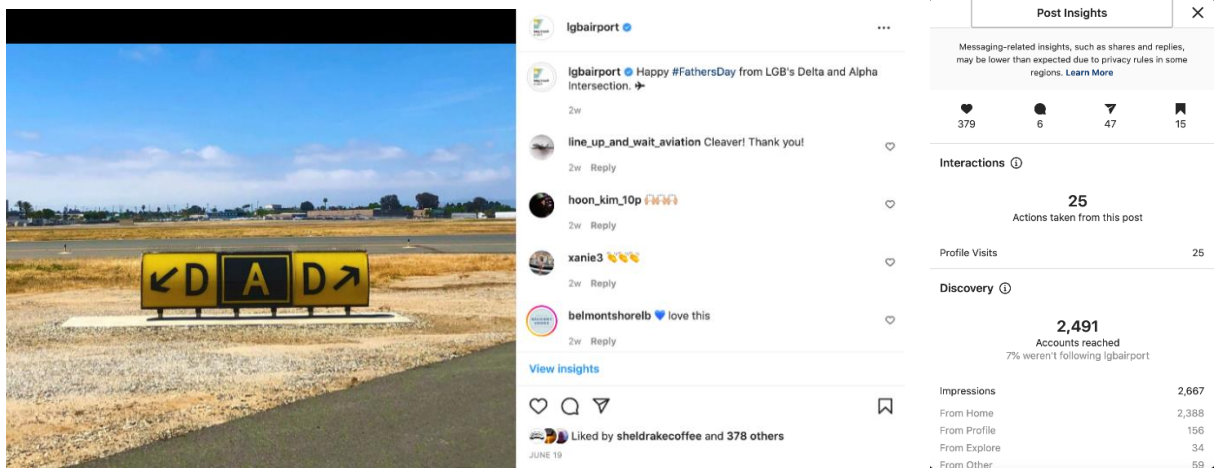 D A D
lgbairport
lgbairport Happy #FathersDay from LGB's Delta and Alpha
Intersection. ✈
2w
line_up_and_wait_aviation Cleaver! Thank you!
2w Reply
hoon_kim_10p 🙌🏻🙌🏻🙌🏻
2w Reply
xanie3 👏👏👏
2w Reply
belmontshorelb 💙 love this
2w Reply
View insights
Liked by sheldrakecoffee and 378 others
JUNE 19
Post Insights
Messaging-related insights, such as shares and replies,
may be lower than expected due to privacy rules in some
regions. Learn More
379 6 47 15
Interactions
25
Actions taken from this post
Profile Visits 25
Discovery
2,491
Accounts reached
7% weren't following lgbairport
Impressions 2,667
From Home 2,388
From Profile 156
From Explore 34
From Other 59